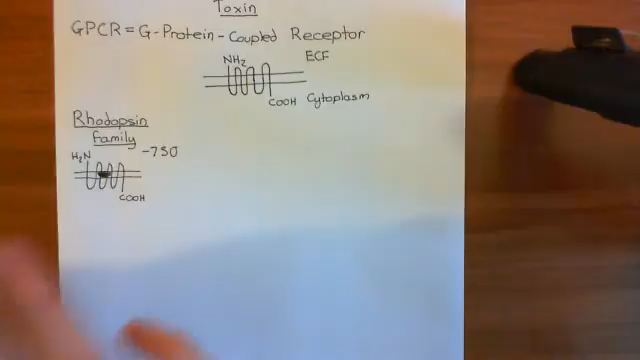 Toxin
GPCR = G-Protein-Coupled Receptor
NH2
ECF
COOH Cytoplasm
Rhodopsin
family
H2N
~750
COOH